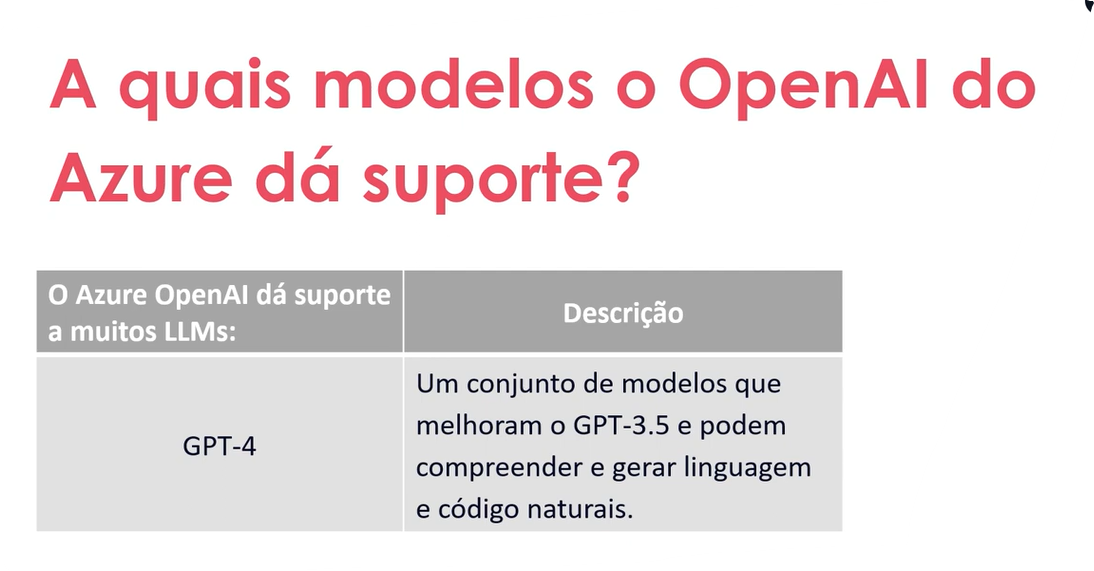 A quais modelos o OpenAI do
Azure dá suporte?
O Azure OpenAI dá suporte
a muitos LLMs:
Descrição
GPT-4
Um conjunto de modelos que
melhoram o GPT-3.5 e podem
compreender e gerar linguagem
e código naturais.